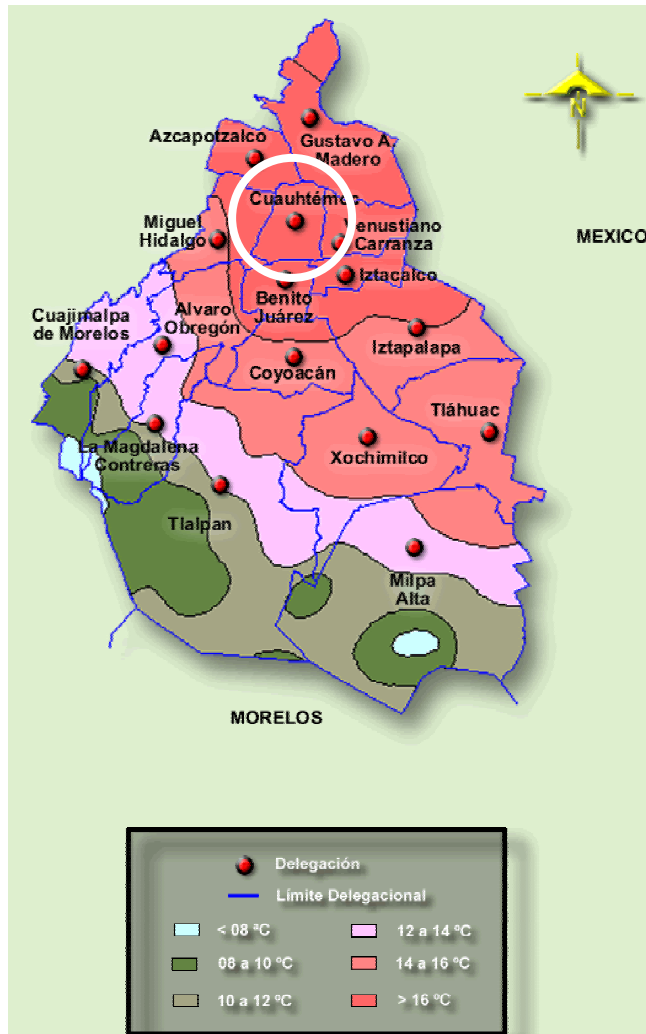 Azcapotzalco
Gustavo A.
Madero
N
Cuauhtémoc
Miguel
Hidalgo
Venustiano
Carranza
MEXICO
Iztacalco
Benito
Juárez
Cuajimalpa
de Morelos
Alvaro
Obregón
Iztapalapa
Coyoacán
Tláhuac
La Magdalena
Contreras
Xochimilco
Tlalpan
Milpa
Alta
MORELOS
Delegación
Límite Delegacional
< 08 ºC
12 a 14 ºC
08 a 10 ºC
14 a 16 ºC
10 a 12 ºC
> 16 ºC